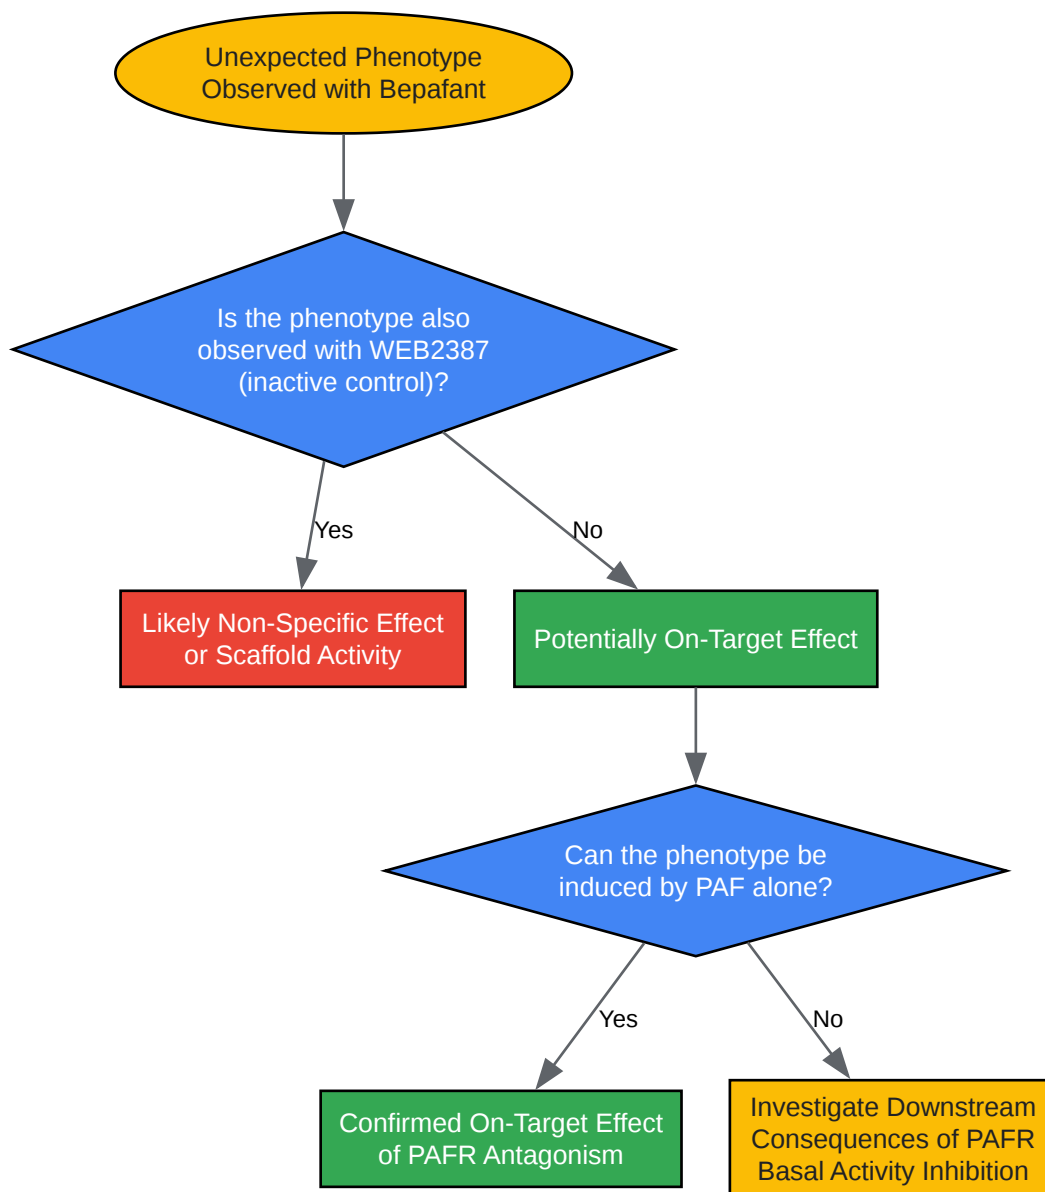 Unexpected Phenotype
Observed with Bepafant
Is the phenotype also
observed with WEB2387
(inactive control)?
Yes
No
Likely Non-Specific Effect
or Scaffold Activity
Potentially On-Target Effect
Can the phenotype be
induced by PAF alone?
Yes
No
Confirmed On-Target Effect
of PAFR Antagonism
Investigate Downstream
Consequences of PAFR
Basal Activity Inhibition